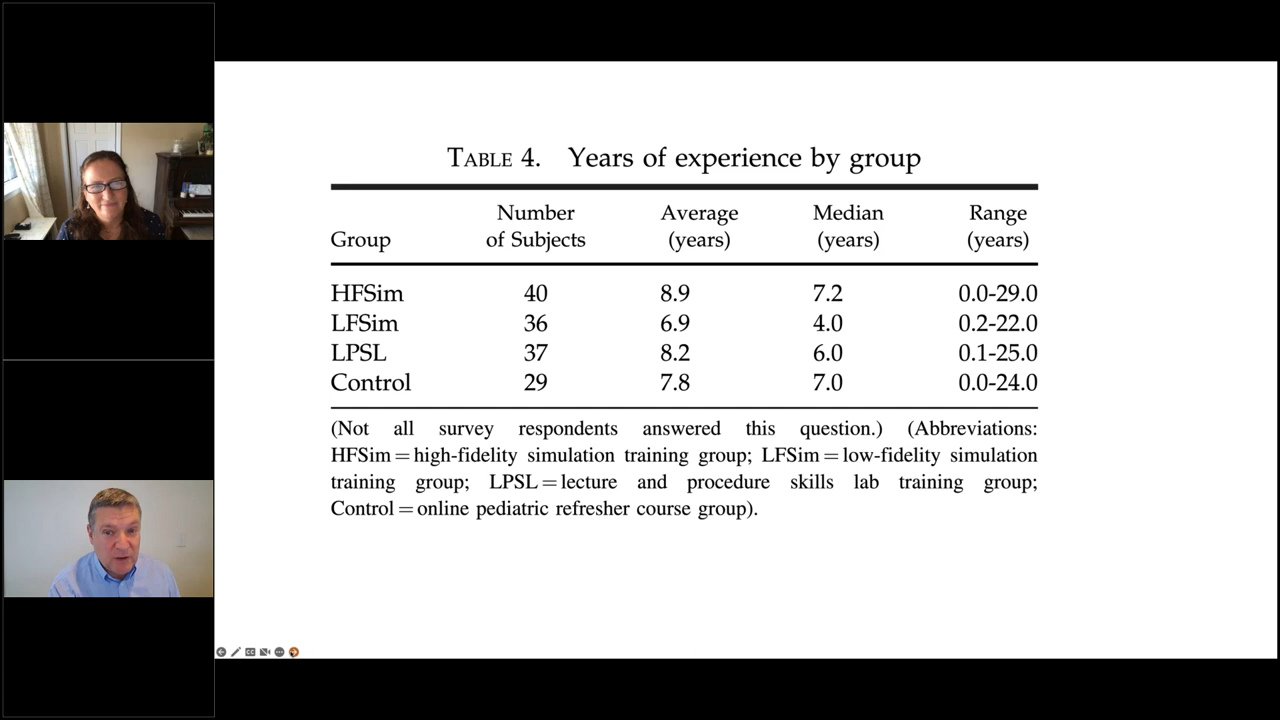 TABLE 4. Years of experience by group
Group Number of Subjects Average (years) Median (years) Range (years)
HFSim 40 8.9 7.2 0.0-29.0
LFSim 36 6.9 4.0 0.2-22.0
LPSL 37 8.2 6.0 0.1-25.0
Control 29 7.8 7.0 0.0-24.0
(Not all survey respondents answered this question.) (Abbreviations:
HFSim = high-fidelity simulation training group; LFSim = low-fidelity simulation
training group; LPSL = lecture and procedure skills lab training group;
Control = online pediatric refresher course group).